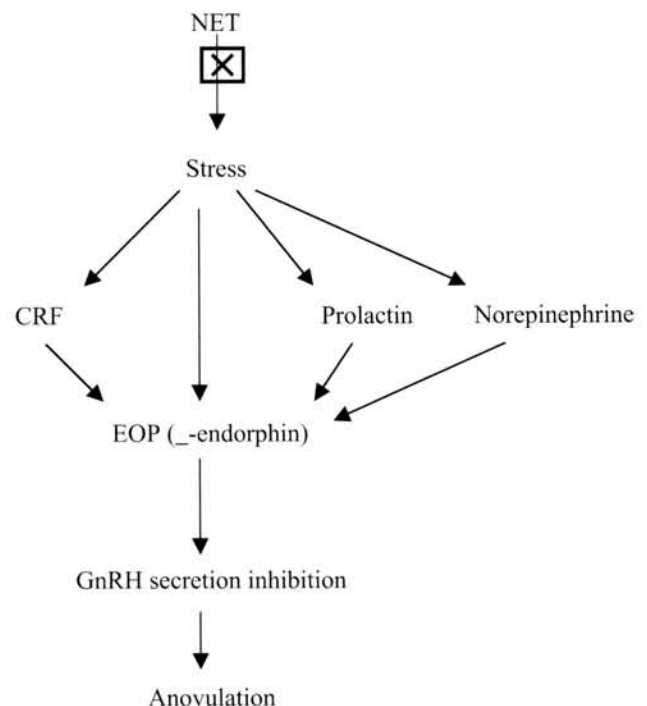 NET
Stress
CRF
Prolactin
Norepinephrine
EOP (_-endorphin)
GnRH secretion inhibition
Anovulation